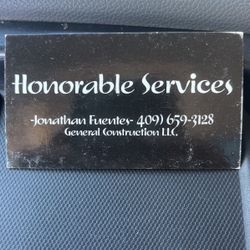 Honorable Services
-Jonathan Fuentes- 409) 659-3128
General Construction LLC.